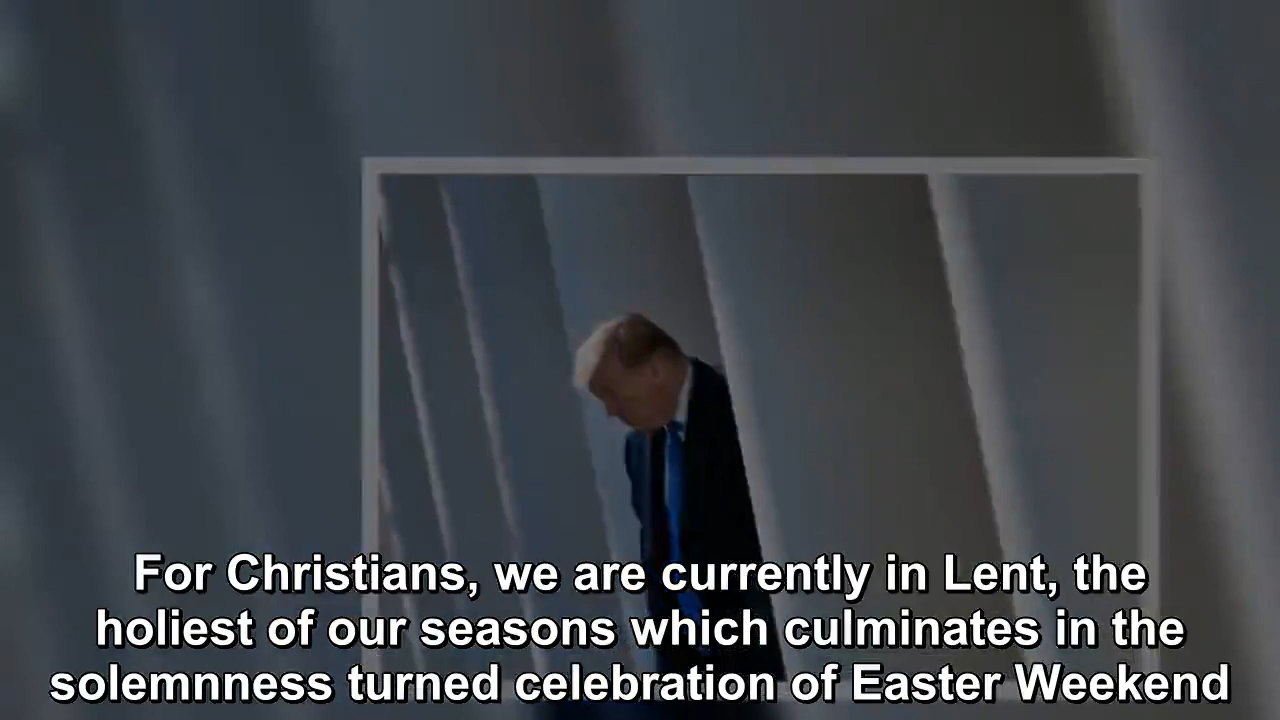 For Christians, we are currently in Lent, the
holiest of our seasons which culminates in the
solemnness turned celebration of Easter Weekend